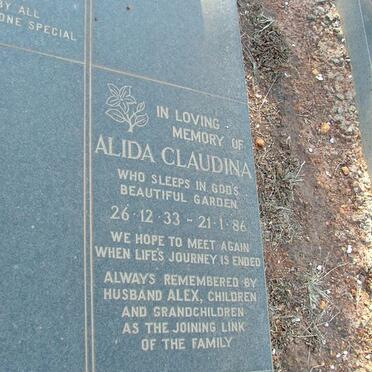 BY ALL
ONE SPECIAL
IN LOVING
MEMORY OF
ALIDA CLAUDINA
WHO SLEEPS IN GOD'S
BEAUTIFUL GARDEN
26·12·33 - 21·1·86
WE HOPE TO MEET AGAIN
WHEN LIFE'S JOURNEY IS ENDED
ALWAYS REMEMBERED BY
HUSBAND ALEX, CHILDREN
AND GRANDCHILDREN
AS THE JOINING LINK
OF THE FAMILY